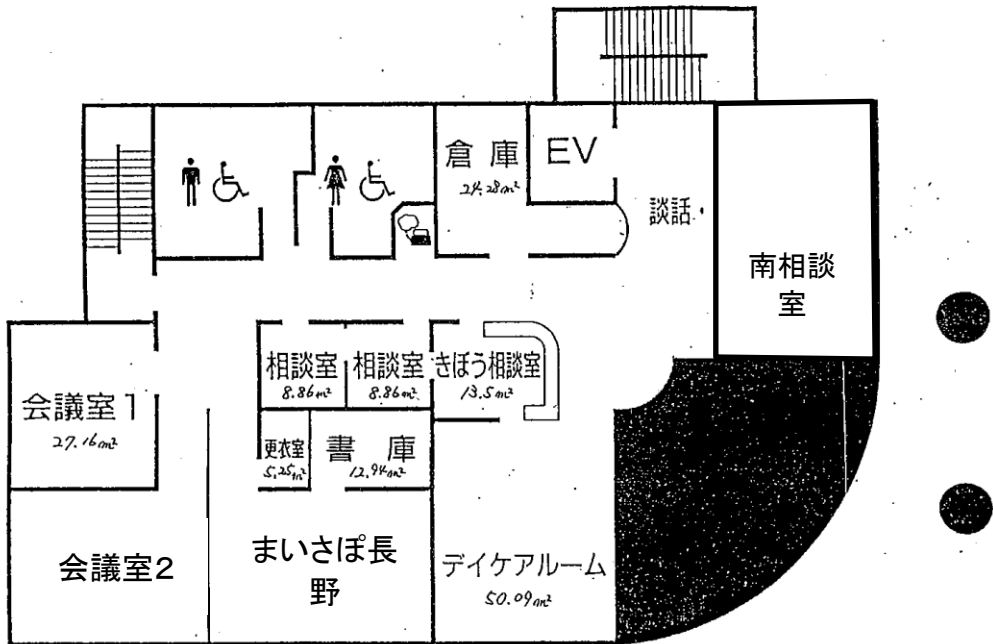 倉庫
24.28m²
EV
談話
南相談
室
相談室
8.86m²
相談室
8.86m²
きぼう相談室
13.5m²
会議室1
27.16m²
更衣室
5.25m²
書庫
12.94m²
会議室2
まいさぽ長
野
デイケアルーム
50.09m²